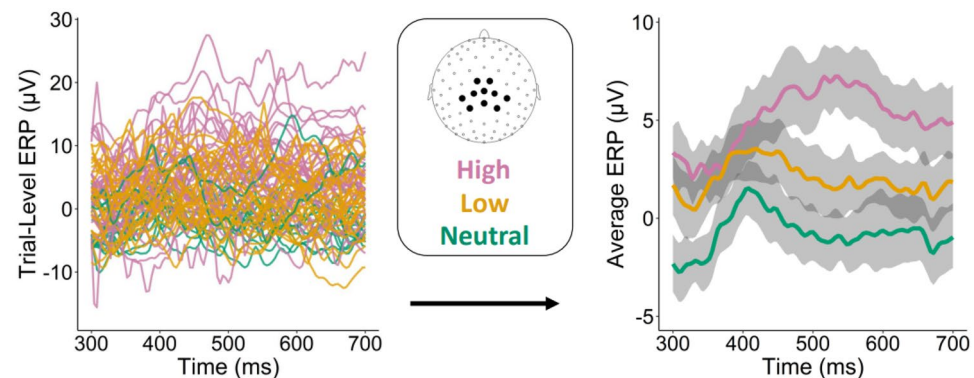 Trial-Level ERP (µV)
30
20
10
0
-10
300 400 500 600 700
Time (ms)
High
Low
Neutral
Average ERP (µV)
10
5
0
-5
300 400 500 600 700
Time (ms)